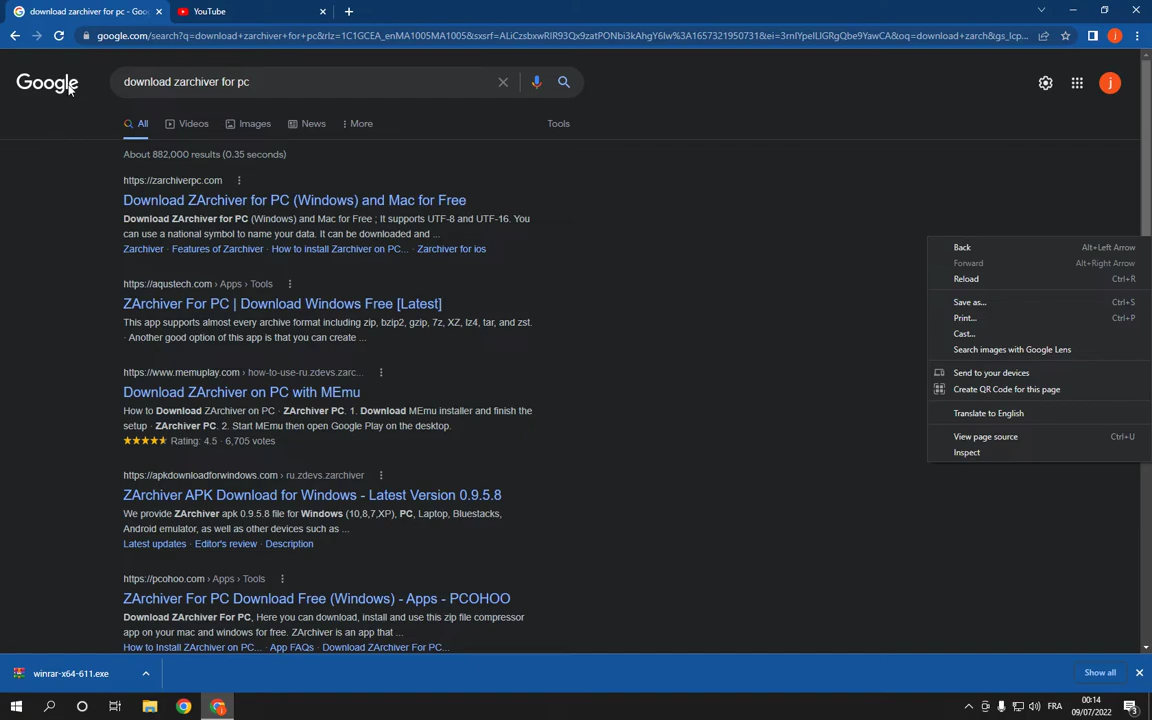 download zarchiver for pc - Goo
YouTube
google.com/search?q=download+zarchiver+for+pc&rlz=1C1GCEA_enMA1005MA1005&sxsrf=ALiCzsbxwRIR93Qx9zatPONbi3kAhgY6lw%3A1657321950731&ei=3rnIYpeILIGRgQbe9YawCA&oq=download+zarch&gs_lcp...
Google
download zarchiver for pc
j
All
Videos
Images
News
More
Tools
About 882,000 results (0.35 seconds)
https://zarchiverpc.com
Download ZArchiver for PC (Windows) and Mac for Free
Download ZArchiver for PC (Windows) and Mac for Free ; It supports UTF-8 and UTF-16. You
can use a national symbol to name your data. It can be downloaded and ...
Zarchiver · Features of Zarchiver · How to install Zarchiver on PC... · Zarchiver for ios
https://aqustech.com › Apps › Tools
ZArchiver For PC | Download Windows Free [Latest]
This app supports almost every archive format including zip, bzip2, gzip, 7z, XZ, lz4, tar, and zst.
· Another good option of this app is that you can create ...
https://www.memuplay.com › how-to-use-ru.zdevs.zarc...
Download ZArchiver on PC with MEmu
How to Download ZArchiver on PC · ZArchiver PC. 1. Download MEmu installer and finish the
setup · ZArchiver PC. 2. Start MEmu then open Google Play on the desktop.
Rating: 4.5 · 6,705 votes
https://apkdownloadforwindows.com › ru.zdevs.zarchiver
ZArchiver APK Download for Windows - Latest Version 0.9.5.8
We provide ZArchiver apk 0.9.5.8 file for Windows (10,8,7,XP), PC, Laptop, Bluestacks,
Android emulator, as well as other devices such as ...
Latest updates · Editor's review · Description
https://pcohoo.com › Apps › Tools
ZArchiver For PC Download Free (Windows) - Apps - PCOHOO
Download ZArchiver For PC, Here you can download, install and use this zip file compressor
app on your mac and windows for free. ZArchiver is an app that ...
How to Install ZArchiver on PC... · App FAQs · Download ZArchiver For PC...
Back Alt+Left Arrow
Forward Alt+Right Arrow
Reload Ctrl+R
Save as... Ctrl+S
Print... Ctrl+P
Cast...
Search images with Google Lens
Send to your devices
Create QR Code for this page
Translate to English
View page source Ctrl+U
Inspect
winrar-x64-611.exe
Show all
FRA
00:14
09/07/2022
3